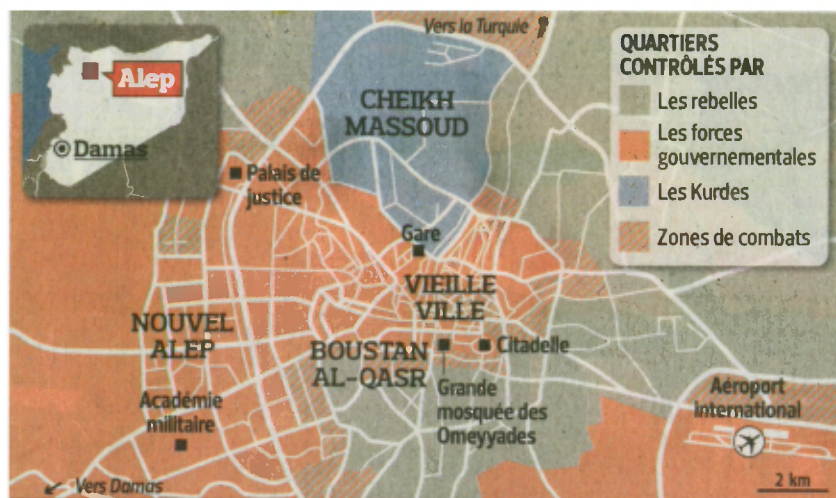 Vers la Turquie
Alep
Damas
QUARTIERS
CONTRÔLÉS PAR
Les rebelles
Les forces
gouvernementales
Les Kurdes
Zones de combats
CHEIKH
MASSOUD
Palais de
justice
Gare
VIEILLE
VILLE
NOUVEL
ALEP
BOUSTAN
AL-QASR
Citadelle
Grande
mosquée des
Omeyyades
Académie
militaire
Aéroport
international
Vers Damas
2 km